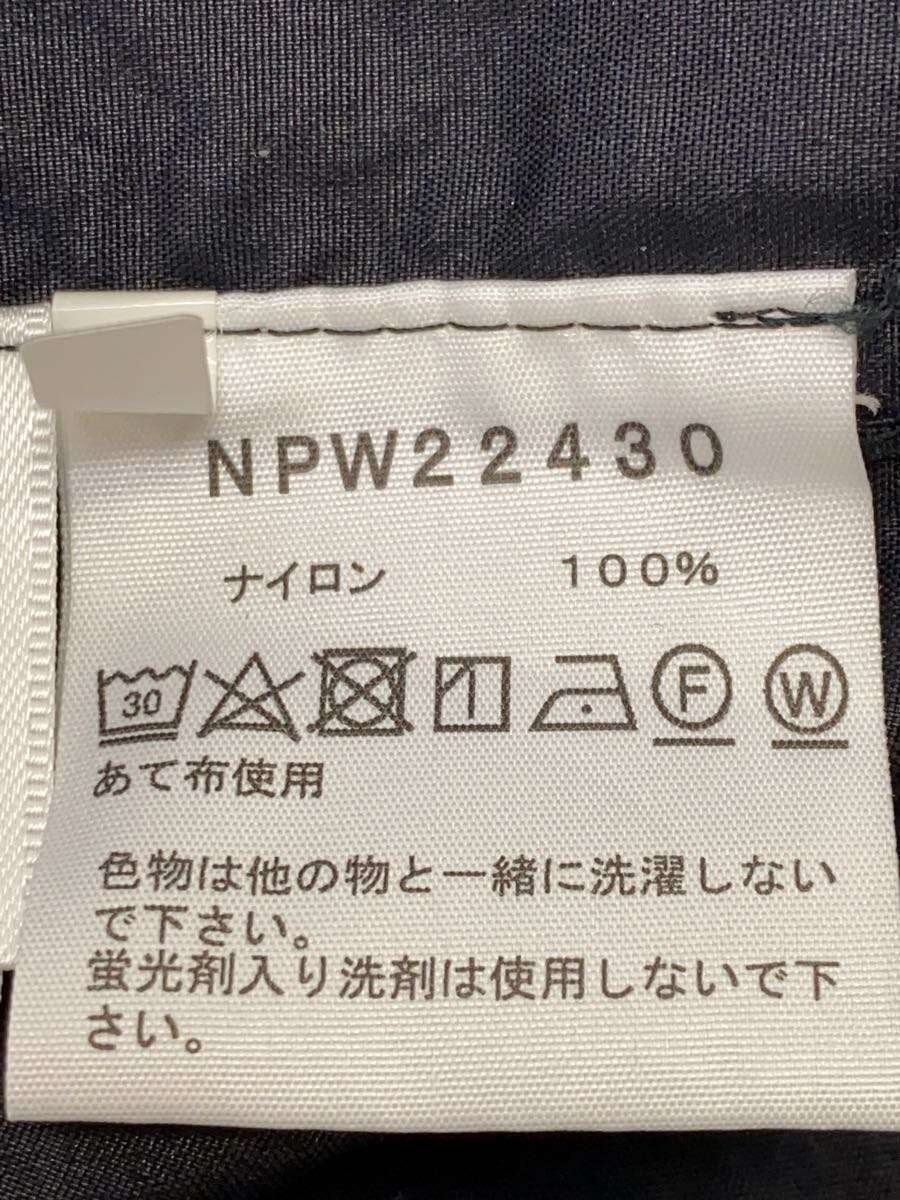 NPW22430
ナイロン 100%
30 F W
あて布使用
色物は他の物と一緒に洗濯しない
で下さい。
蛍光剤入り洗剤は使用しないで下
さい。